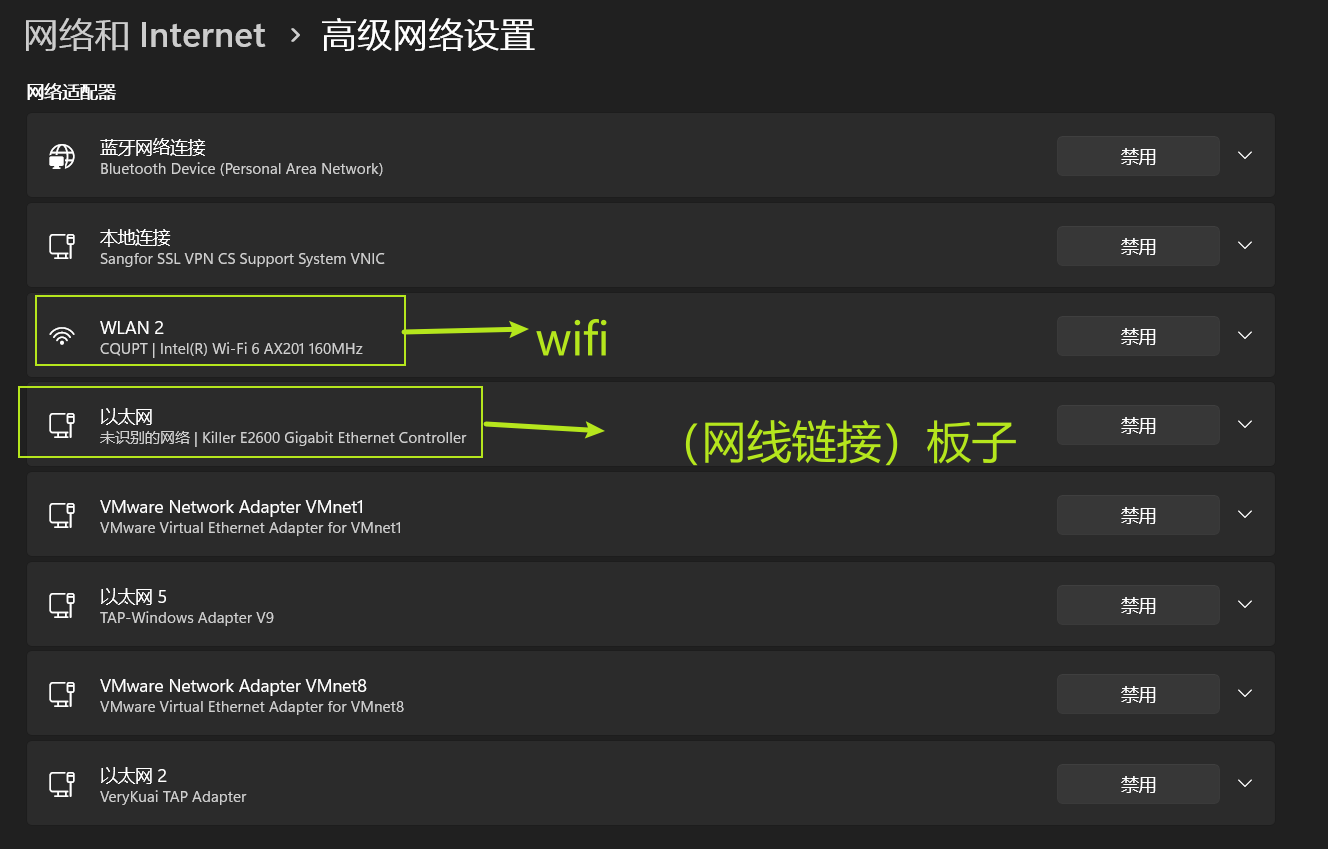 网络和 Internet › 高级网络设置
网络适配器
蓝牙网络连接
Bluetooth Device (Personal Area Network)
禁用
本地连接
Sangfor SSL VPN CS Support System VNIC
禁用
WLAN 2
CQUPT | Intel(R) Wi-Fi 6 AX201 160MHz
wifi
禁用
以太网
未识别的网络 | Killer E2600 Gigabit Ethernet Controller
（网线链接）板子
禁用
VMware Network Adapter VMnet1
VMware Virtual Ethernet Adapter for VMnet1
禁用
以太网 5
TAP-Windows Adapter V9
禁用
VMware Network Adapter VMnet8
VMware Virtual Ethernet Adapter for VMnet8
禁用
以太网 2
VeryKuai TAP Adapter
禁用